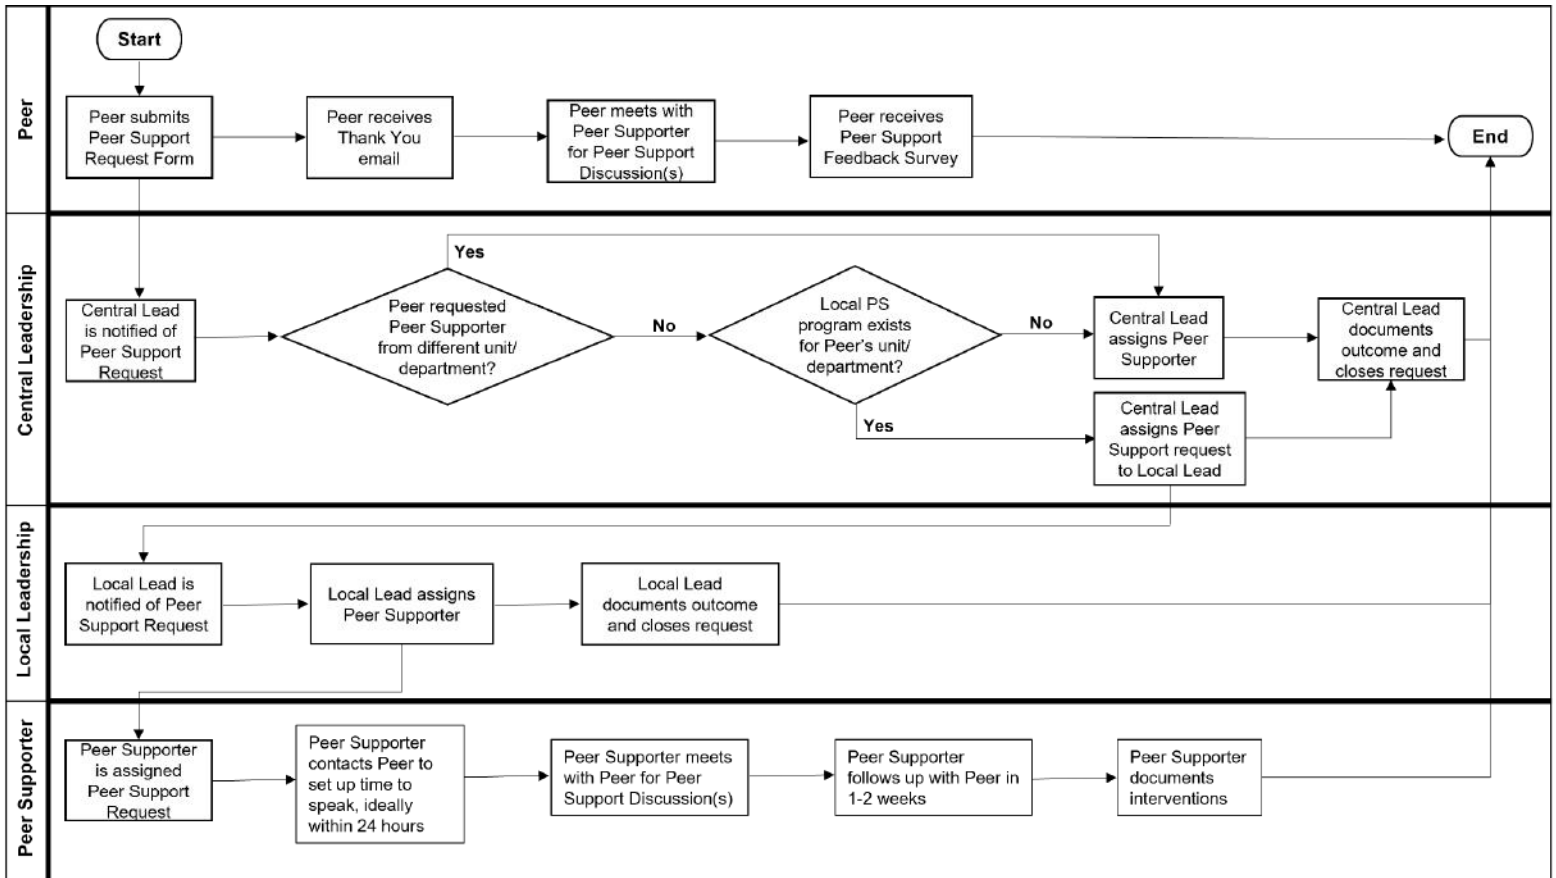 Peer
Start
Peer submits
Peer Support
Request Form
Peer receives
Thank You
email
Peer meets with
Peer Supporter
for Peer Support
Discussion(s)
Peer receives
Peer Support
Feedback Survey
End
Central Leadership
Central Lead
is notified of
Peer Support
Request
Yes
Peer requested
Peer Supporter
from different unit/
department?
No
Local PS
program exists
for Peer's unit/
department?
No
Yes
Central Lead
assigns Peer
Supporter
Central Lead
documents
outcome and
closes request
Central Lead
assigns Peer
Support request
to Local Lead
Local Leadership
Local Lead is
notified of Peer
Support Request
Local Lead assigns
Peer Supporter
Local Lead
documents outcome
and closes request
Peer Supporter
Peer Supporter
is assigned
Peer Support
Request
Peer Supporter
contacts Peer to
set up time to
speak, ideally
within 24 hours
Peer Supporter meets
with Peer for Peer
Support Discussion(s)
Peer Supporter
follows up with Peer in
1-2 weeks
Peer Supporter
documents
interventions